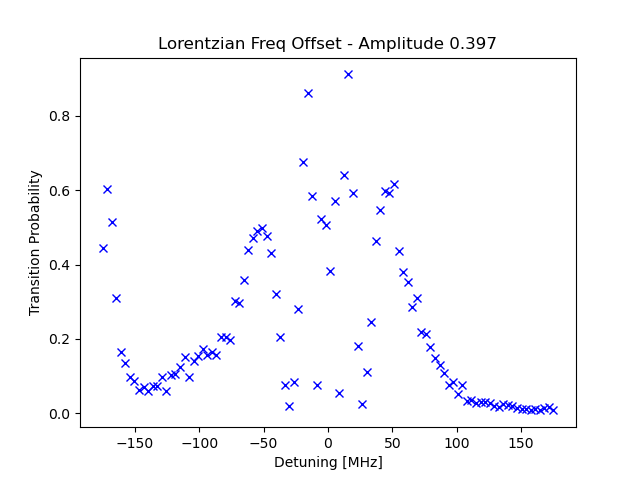 Lorentzian Freq Offset - Amplitude 0.397
Transition Probability
0.8
0.6
0.4
0.2
0.0
−150 −100 −50 0 50 100 150
Detuning [MHz]